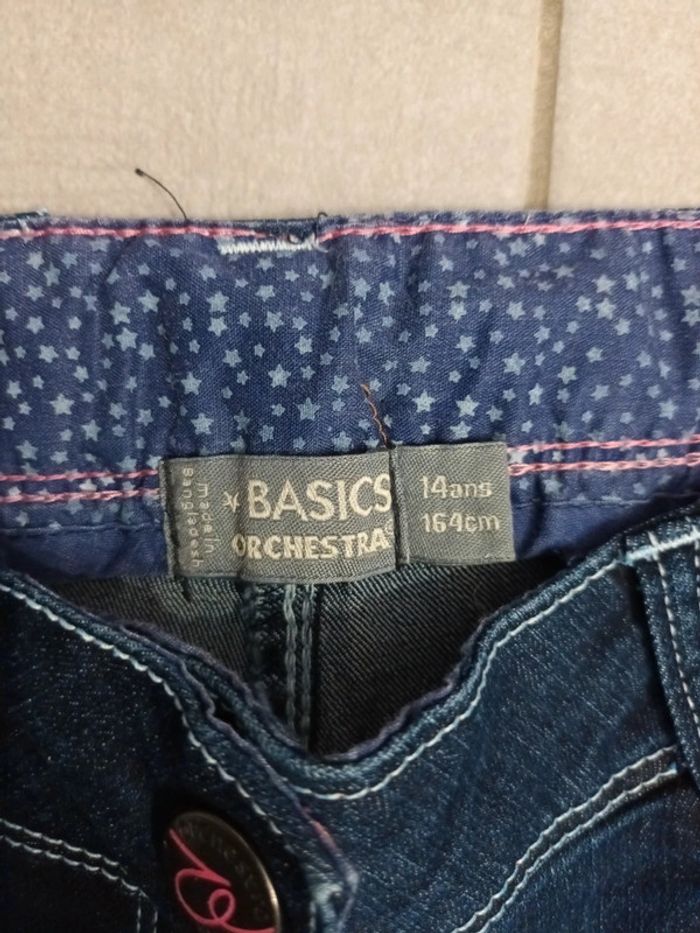 made in
bangladesh
BASICS
ORCHESTRA®
14ans
164cm